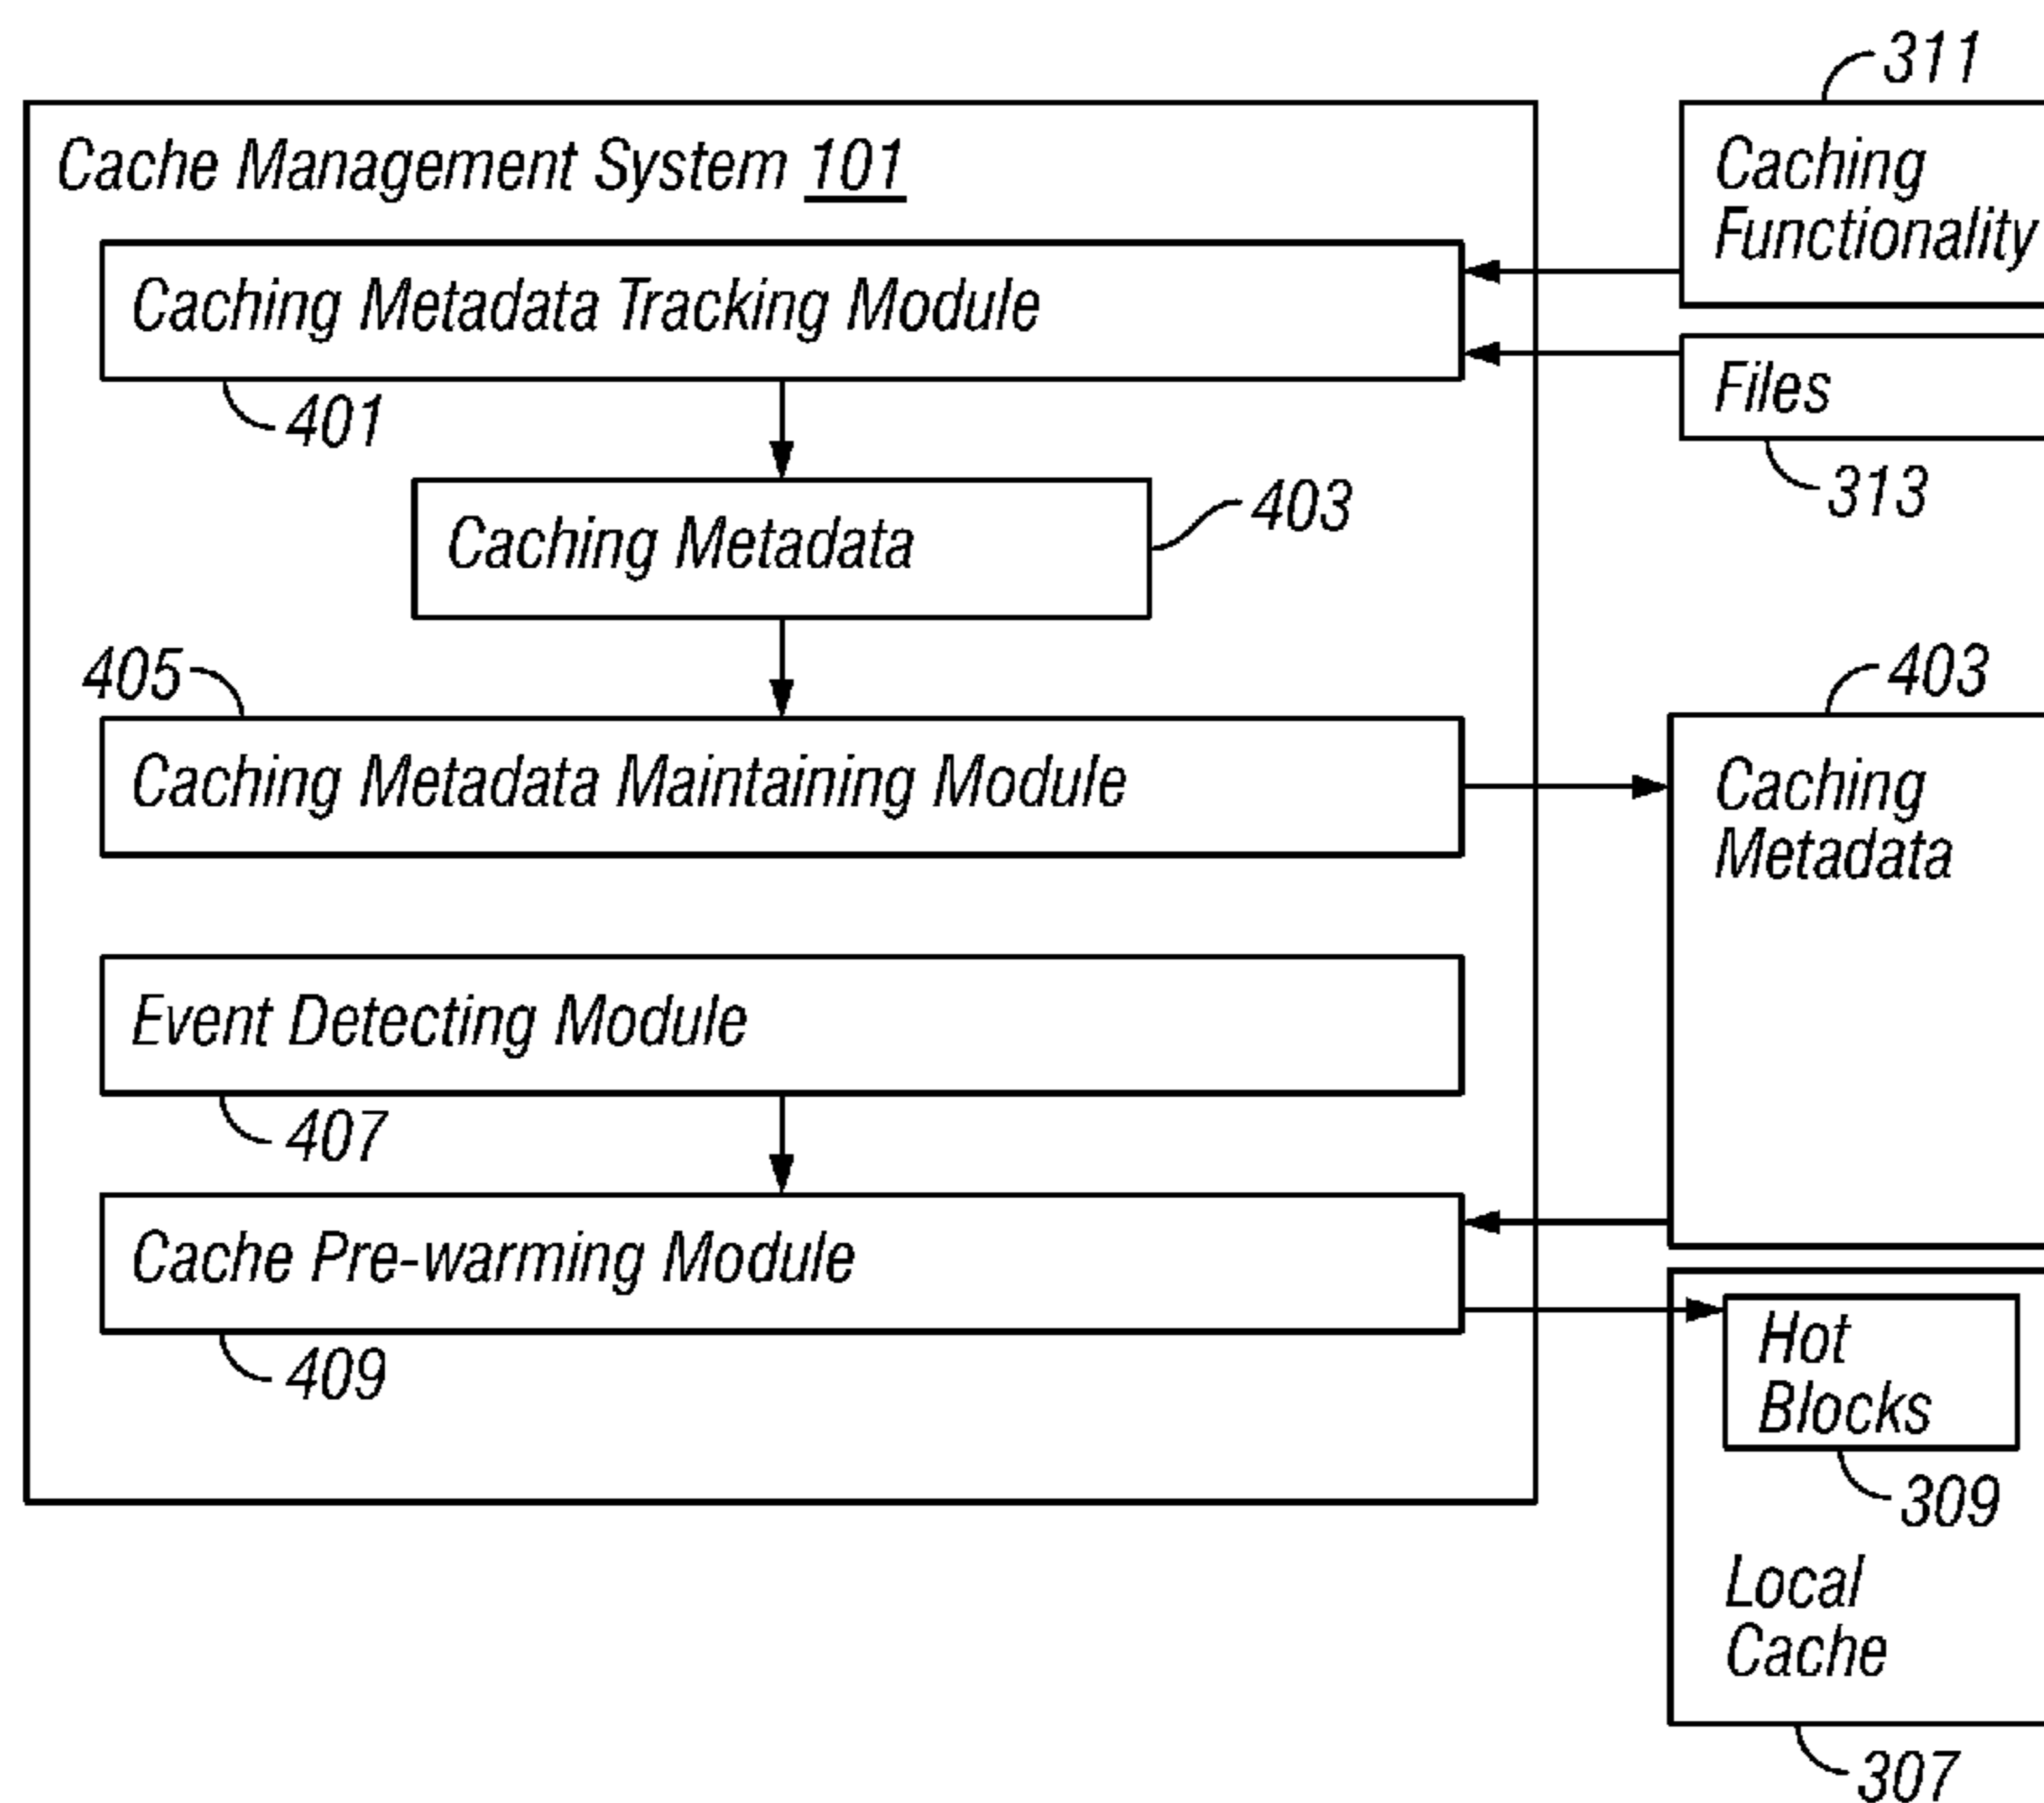 311
Cache Management System 101
Caching
Functionality
Caching Metadata Tracking Module
Files
401
313
Caching Metadata
403
405
403
Caching Metadata Maintaining Module
Caching
Metadata
Event Detecting Module
407
Cache Pre-warming Module
409
Hot
Blocks
309
Local
Cache
307